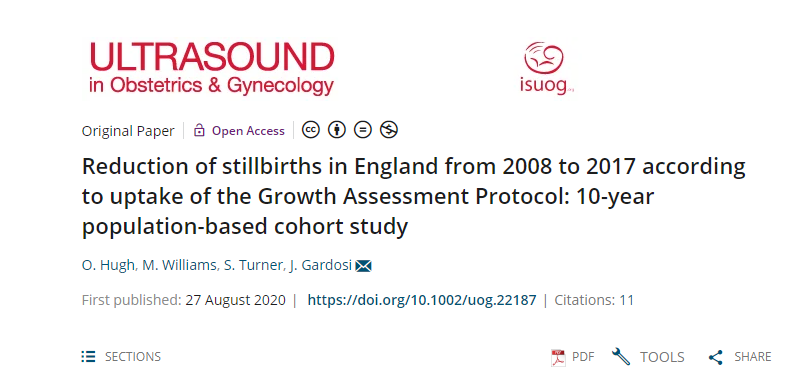 ULTRASOUND
in Obstetrics & Gynecology
isuog
Original Paper | Open Access | cc
Reduction of stillbirths in England from 2008 to 2017 according
to uptake of the Growth Assessment Protocol: 10-year
population-based cohort study
O. Hugh, M. Williams, S. Turner, J. Gardosi
First published: 27 August 2020 | https://doi.org/10.1002/uog.22187 | Citations: 11
SECTIONS
PDF TOOLS SHARE